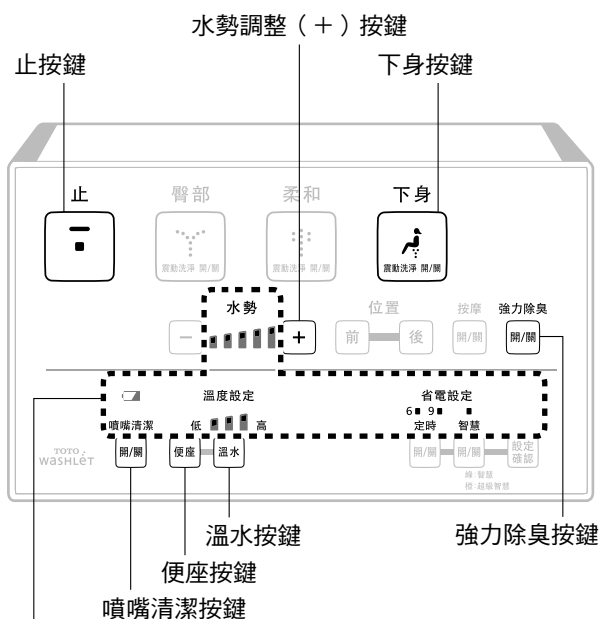 水勢調整（＋）按鍵
止按鍵 下身按鍵
止 臀部 柔和 下身
震動洗淨 開/關 震動洗淨 開/關 震動洗淨 開/關
水勢 位置 按摩 強力除臭
− + 前 後 開/關 開/關
溫度設定 省電設定
6 9
噴嘴清潔 低 高 定時 智慧
TOTO
WASHLET
開/關 便座 溫水 開/關 開/關 設定
確認
綠:智慧
橙:超級智慧
溫水按鍵 強力除臭按鍵
便座按鍵
噴嘴清潔按鍵